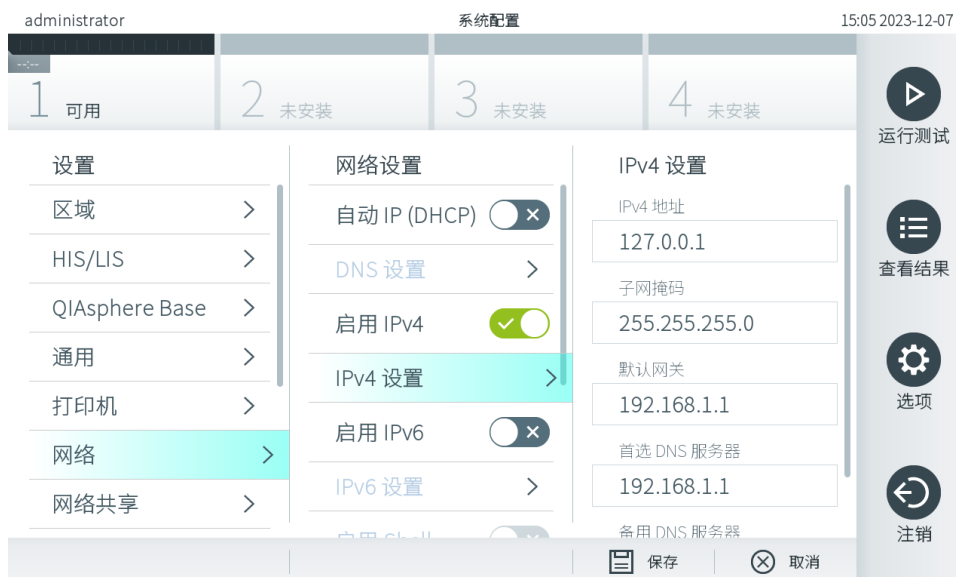 administrator
系统配置
15:05 2023-12-07
--:--
1 可用
2 未安装
3 未安装
4 未安装
运行测试
查看结果
选项
注销
设置
区域
HIS/LIS
QIAsphere Base
通用
打印机
网络
网络共享
网络设置
自动 IP (DHCP)
DNS 设置
启用 IPv4
IPv4 设置
启用 IPv6
IPv6 设置
启用 Shell
IPv4 设置
IPv4 地址
127.0.0.1
子网掩码
255.255.255.0
默认网关
192.168.1.1
首选 DNS 服务器
192.168.1.1
备用 DNS 服务器
保存
取消